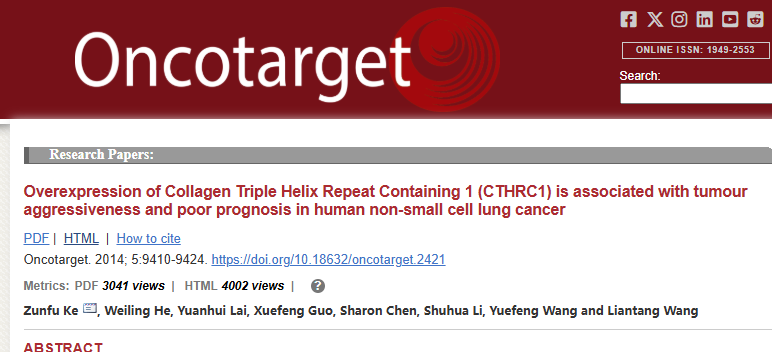 Oncotarget
ONLINE ISSN: 1949-2553
Search:
Research Papers:
Overexpression of Collagen Triple Helix Repeat Containing 1 (CTHRC1) is associated with tumour
aggressiveness and poor prognosis in human non-small cell lung cancer
PDF | HTML | How to cite
Oncotarget. 2014; 5:9410-9424. https://doi.org/10.18632/oncotarget.2421
Metrics: PDF 3041 views | HTML 4002 views | ?
Zunfu Ke, Weiling He, Yuanhui Lai, Xuefeng Guo, Sharon Chen, Shuhua Li, Yuefeng Wang and Liantang Wang
ABSTRACT